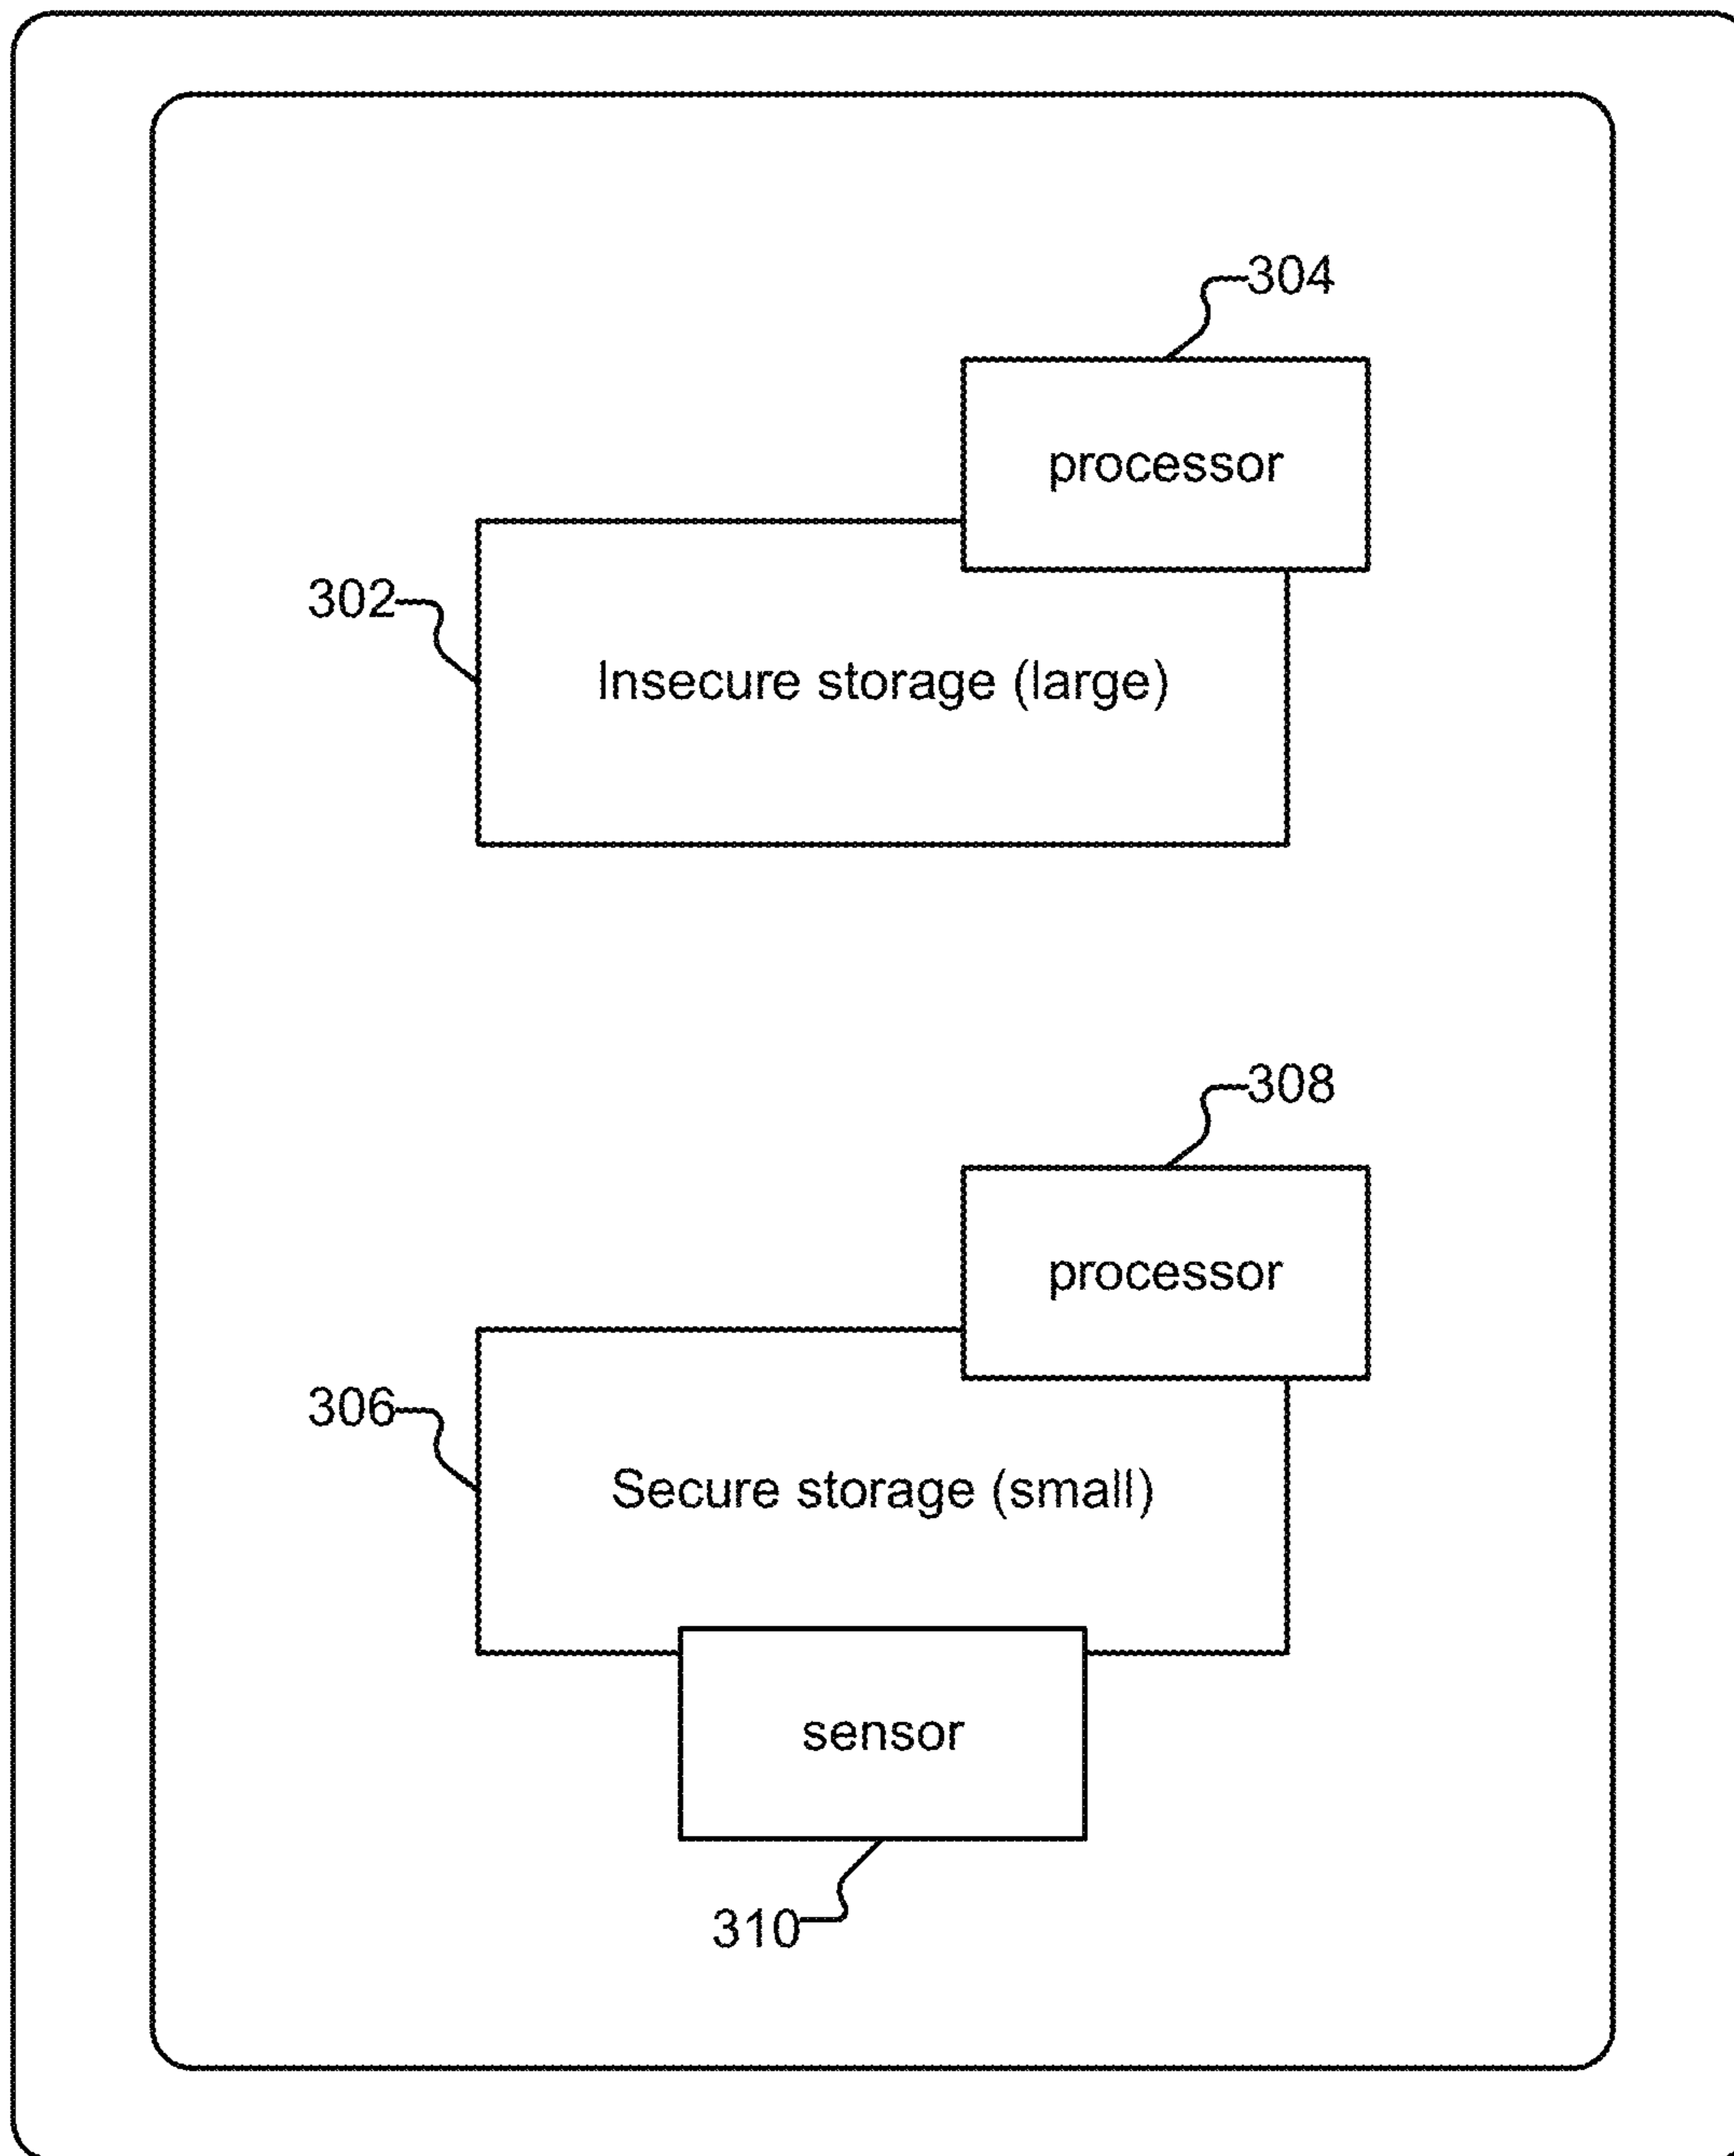 304
processor
302
Insecure storage (large)
308
processor
306
Secure storage (small)
sensor
310